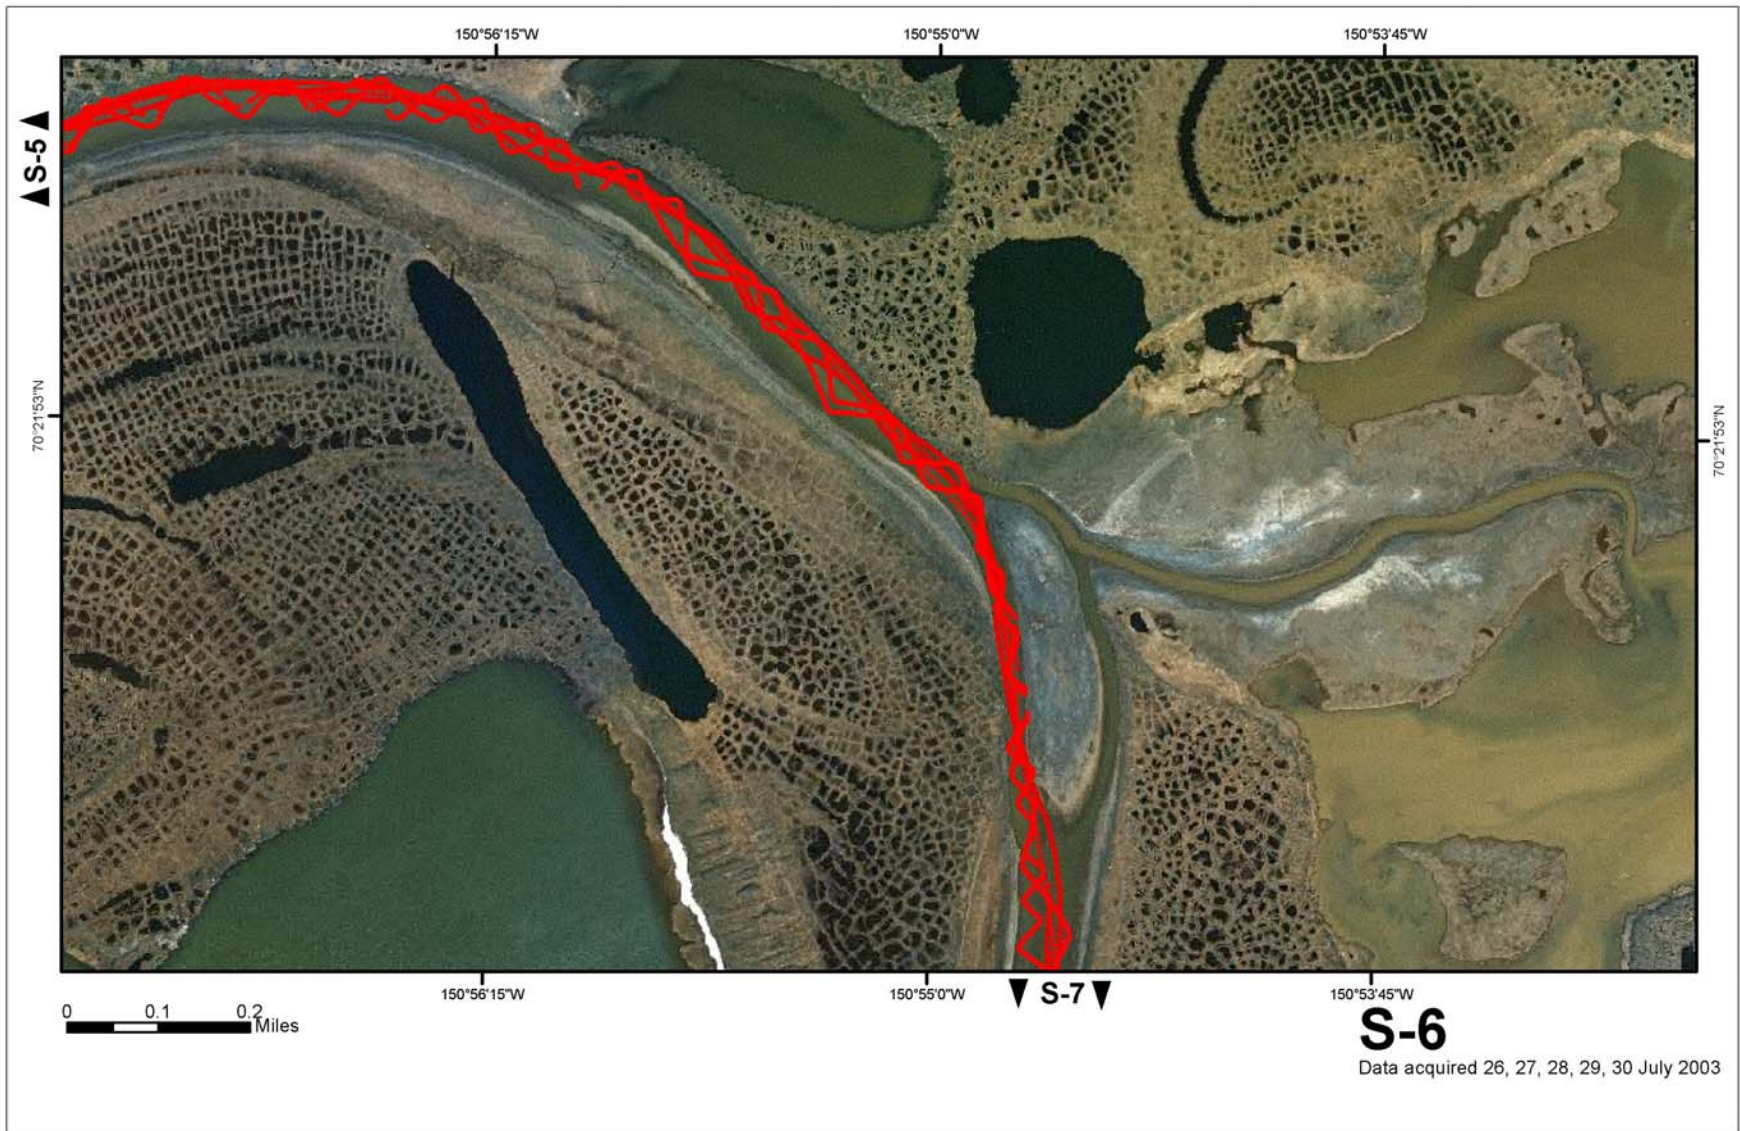 150°56'15"W
150°55'0"W
150°53'45"W
S-5
70°21'53"N
70°21'53"N
150°56'15"W
150°55'0"W
150°53'45"W
S-7
0 0.1 0.2
Miles
S-6
Data acquired 26, 27, 28, 29, 30 July 2003